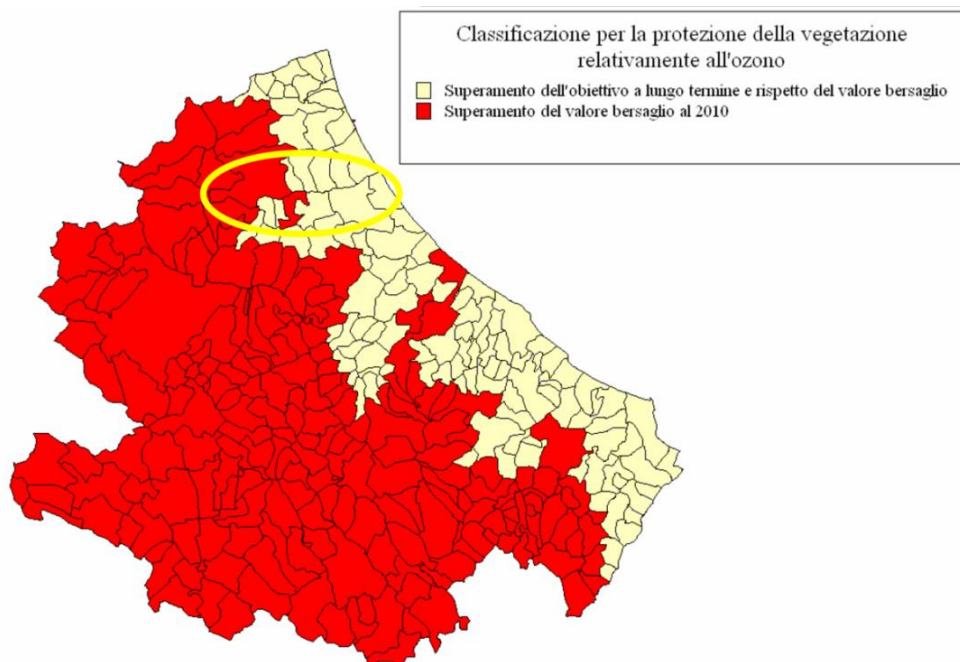 Classificazione per la protezione della vegetazione
relativamente all'ozono
Superamento dell'obiettivo a lungo termine e rispetto del valore bersaglio
Superamento del valore bersaglio al 2010